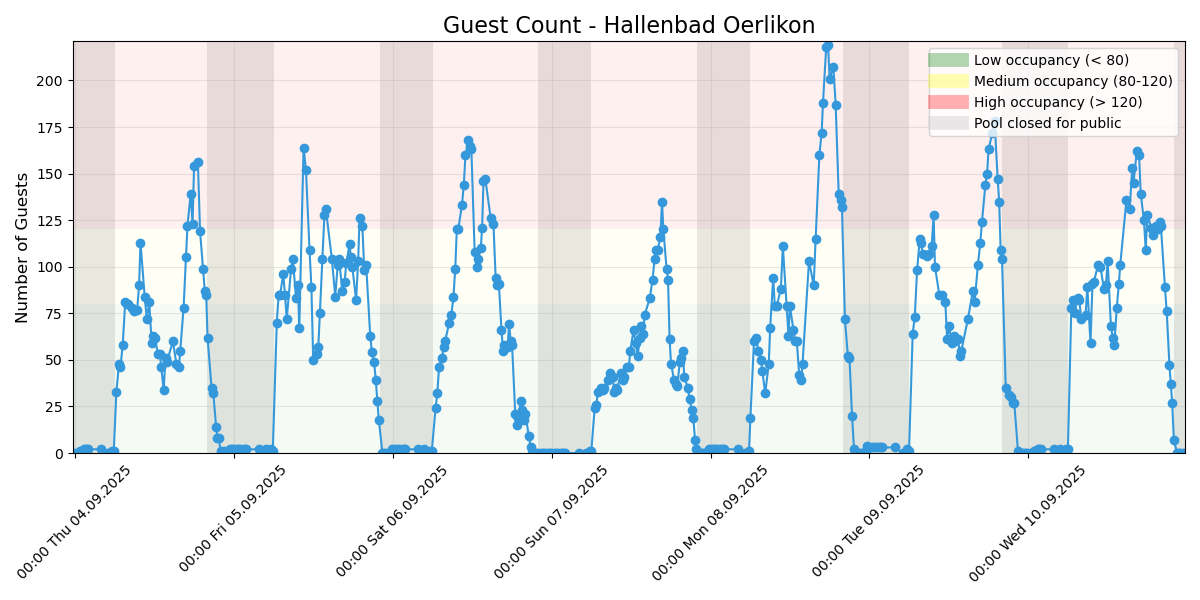 Guest Count - Hallenbad Oerlikon
Number of Guests
200
175
150
125
100
75
50
25
0
Low occupancy (< 80)
Medium occupancy (80-120)
High occupancy (> 120)
Pool closed for public
00:00 Thu 04.09.2025
00:00 Fri 05.09.2025
00:00 Sat 06.09.2025
00:00 Sun 07.09.2025
00:00 Mon 08.09.2025
00:00 Tue 09.09.2025
00:00 Wed 10.09.2025